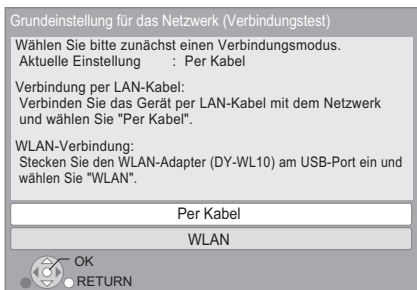 Grundeinstellung für das Netzwerk (Verbindungstest)
Wählen Sie bitte zunächst einen Verbindungsmodus.
Aktuelle Einstellung : Per Kabel
Verbindung per LAN-Kabel:
Verbinden Sie das Gerät per LAN-Kabel mit dem Netzwerk
und wählen Sie "Per Kabel".
WLAN-Verbindung:
Stecken Sie den WLAN-Adapter (DY-WL10) am USB-Port ein und
wählen Sie "WLAN".
Per Kabel
WLAN
OK
RETURN